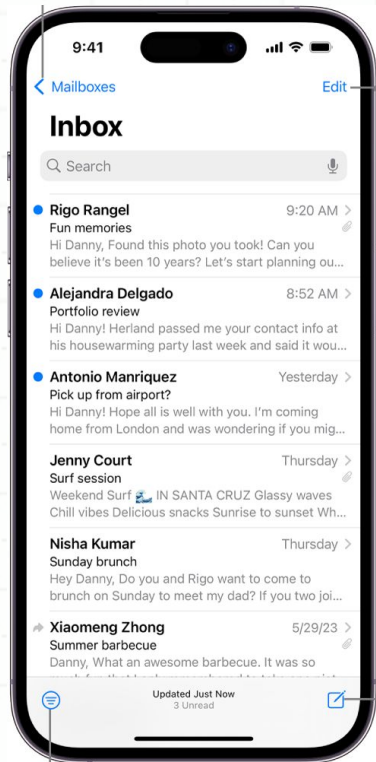 9:41
Mailboxes
Edit
Inbox
Search
Rigo Rangel 9:20 AM
Fun memories
Hi Danny, Found this photo you took! Can you
believe it's been 10 years? Let's start planning ou...
Alejandra Delgado 8:52 AM
Portfolio review
Hi Danny! Herland passed me your contact info at
his housewarming party last week and said it wou...
Antonio Manriquez Yesterday
Pick up from airport?
Hi Danny! Hope all is well with you. I'm coming
home from London and was wondering if you mig...
Jenny Court Thursday
Surf session
Weekend Surf 🌊 IN SANTA CRUZ Glassy waves
Chill vibes Delicious snacks Sunrise to sunset Wh...
Nisha Kumar Thursday
Sunday brunch
Hey Danny, Do you and Rigo want to come to
brunch on Sunday to meet my dad? If you two joi...
Xiaomeng Zhong 5/29/23
Summer barbecue
Danny, What an awesome barbecue. It was so
Updated Just Now
3 Unread